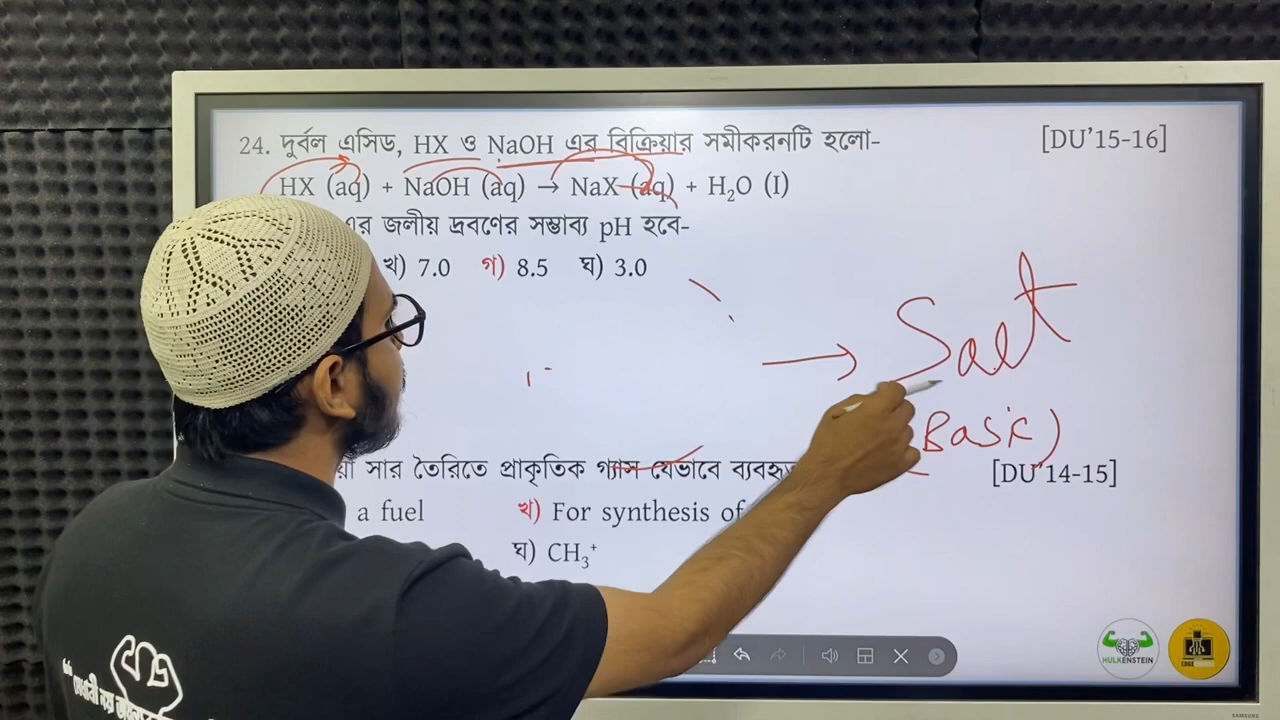 24. দুর্বল এসিড, HX ও NaOH এর বিক্রিয়ার সমীকরনটি হলো- [DU'15-16]
HX (aq) + NaOH (aq) → NaX (aq) + H₂O (I)
এর জলীয় দ্রবণের সম্ভাব্য pH হবে-
খ) 7.0 গ) 8.5 ঘ) 3.0
→ Salt
(Basic)
সার তৈরিতে প্রাকৃতিক গ্যাস যেভাবে [DU'14-15]
a fuel খ) For synthesis of
ঘ) CH₃⁺
HULKENSTEIN
SAMSUNG